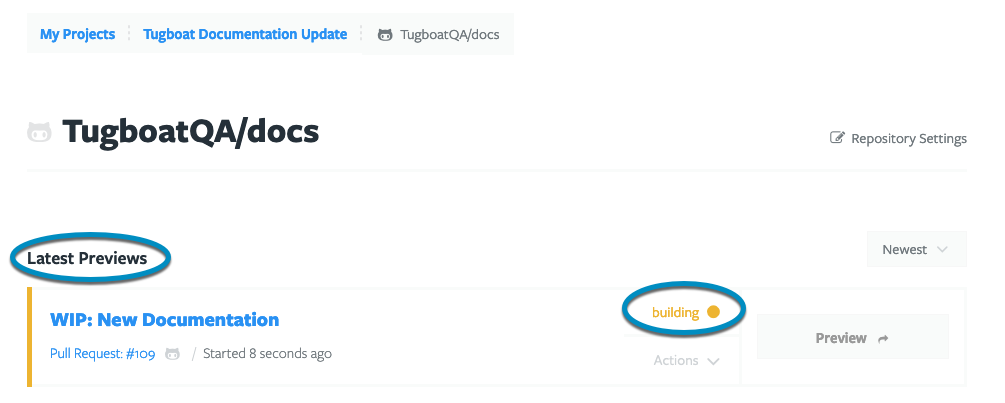 My Projects Tugboat Documentation Update TugboatQA/docs
TugboatQA/docs
Repository Settings
Latest Previews
Newest
WIP: New Documentation
building
Preview
Pull Request: #109 / Started 8 seconds ago
Actions